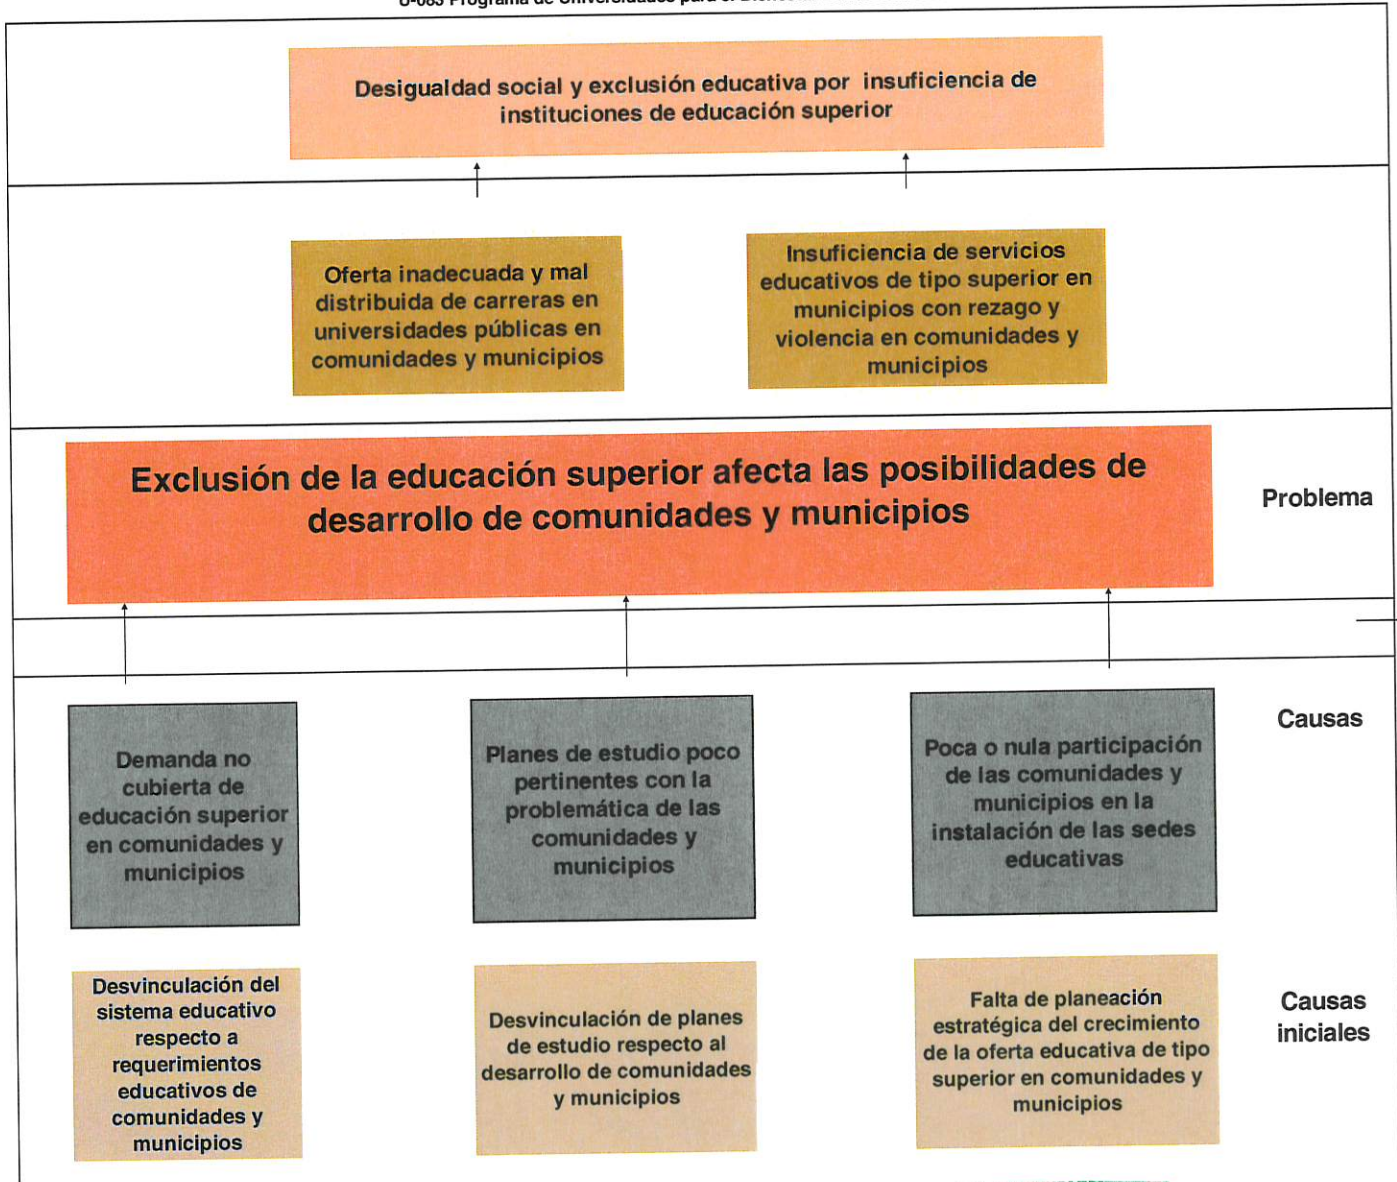 Desigualdad social y exclusión educativa por insuficiencia de
instituciones de educación superior
Oferta inadecuada y mal
distribuida de carreras en
universidades públicas en
comunidades y municipios
Insuficiencia de servicios
educativos de tipo superior en
municipios con rezago y
violencia en comunidades y
municipios
Exclusión de la educación superior afecta las posibilidades de
desarrollo de comunidades y municipios
Problema
Demanda no
cubierta de
educación superior
en comunidades y
municipios
Planes de estudio poco
pertinentes con la
problemática de las
comunidades y
municipios
Poca o nula participación
de las comunidades y
municipios en la
instalación de las sedes
educativas
Causas
Desvinculación del
sistema educativo
respecto a
requerimientos
educativos de
comunidades y
municipios
Desvinculación de planes
de estudio respecto al
desarrollo de comunidades
y municipios
Falta de planeación
estratégica del crecimiento
de la oferta educativa de tipo
superior en comunidades y
municipios
Causas
iniciales